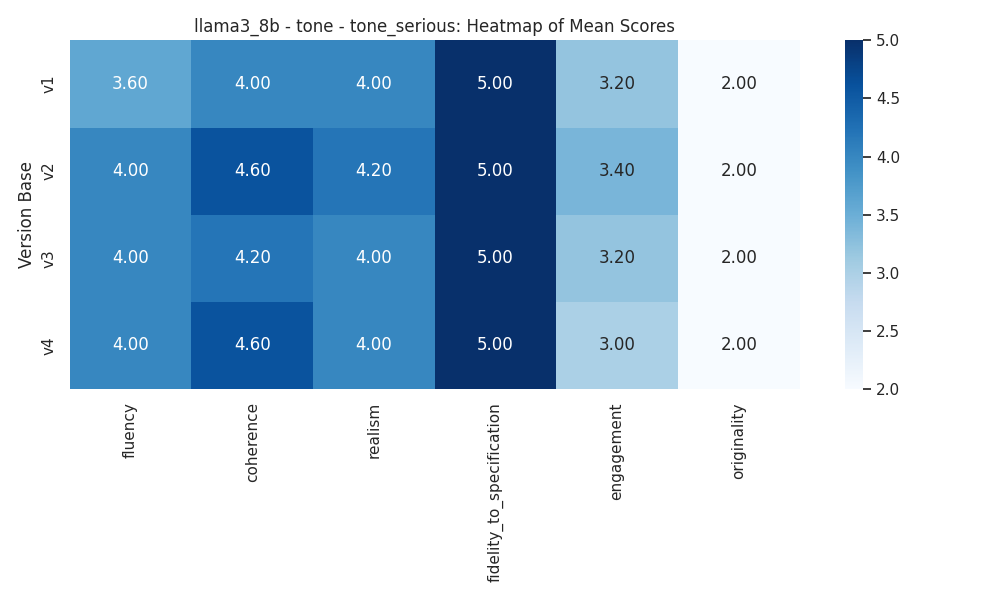 llama3_8b - tone - tone_serious: Heatmap of Mean Scores
Version Base
v1 3.60 4.00 4.00 5.00 3.20 2.00
v2 4.00 4.60 4.20 5.00 3.40 2.00
v3 4.00 4.20 4.00 5.00 3.20 2.00
v4 4.00 4.60 4.00 5.00 3.00 2.00
fluency
coherence
realism
fidelity_to_specification
engagement
originality
5.0
4.5
4.0
3.5
3.0
2.5
2.0